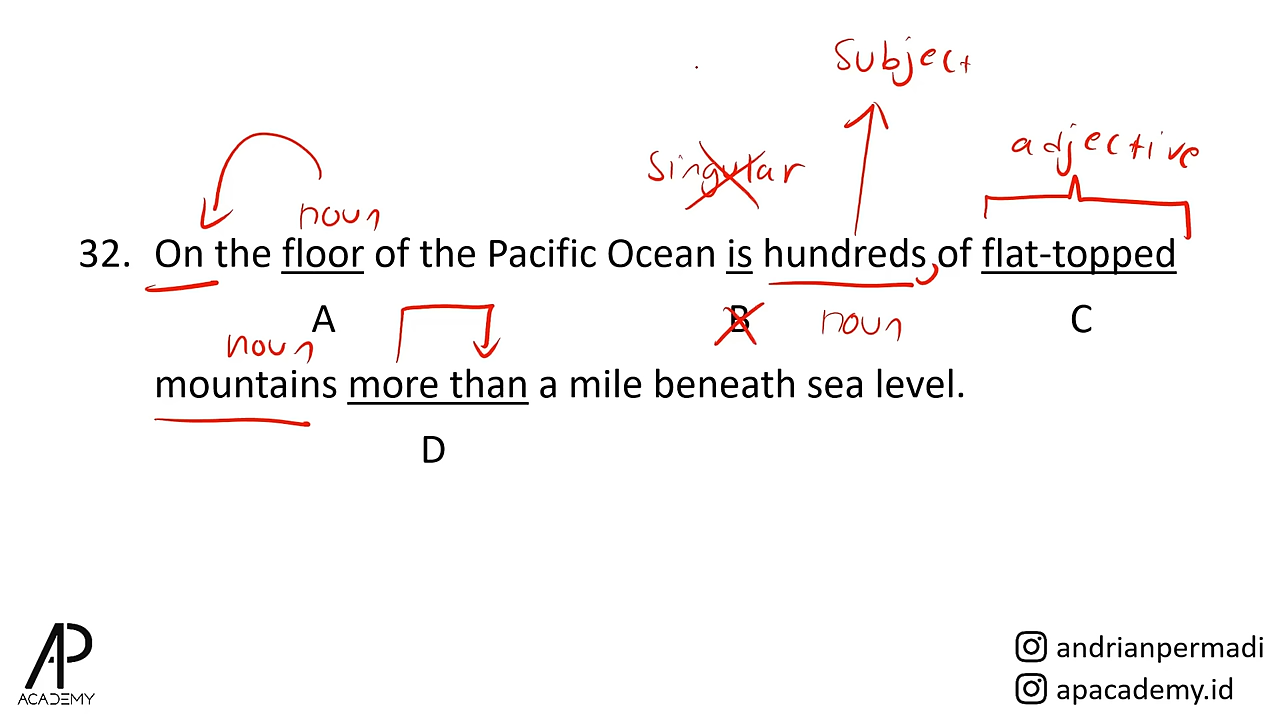 Subject
Singular
adjective
noun
32. On the floor of the Pacific Ocean is hundreds of flat-topped
A
B
noun
C
noun
mountains more than a mile beneath sea level.
D
AP
ACADEMY
andrianpermadi
apacademy.id